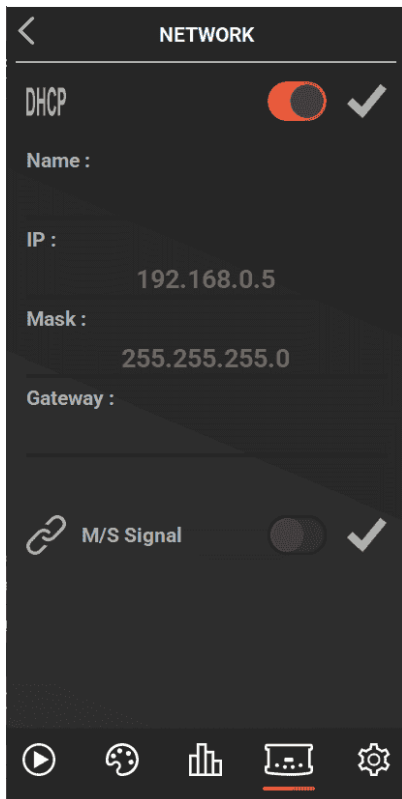 NETWORK
DHCP
Name :
IP :
192.168.0.5
Mask :
255.255.255.0
Gateway :
M/S Signal